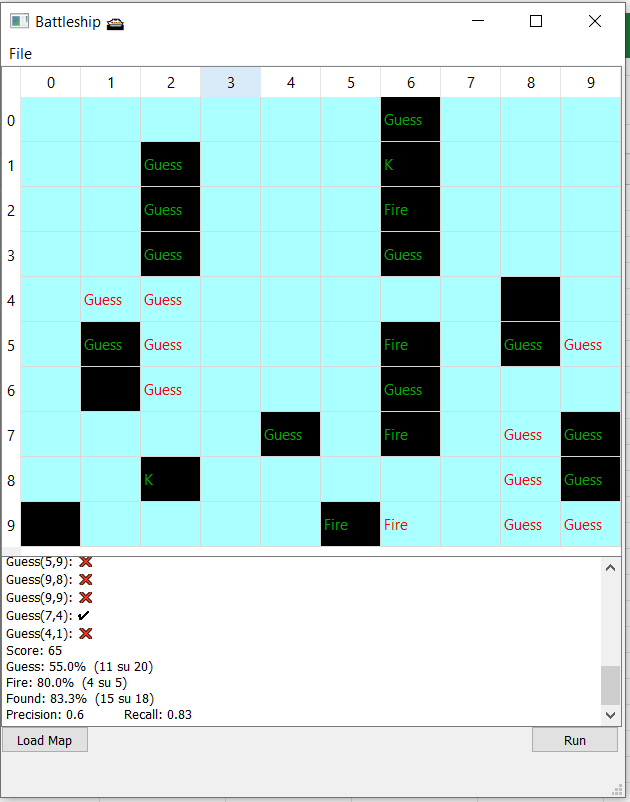 Battleship
File
0 1 2 3 4 5 6 7 8 9
0 Guess
1 Guess K
2 Guess Fire
3 Guess Guess
4 Guess Guess
5 Guess Guess Fire Guess Guess
6 Guess Guess
7 Guess Fire Guess Guess
8 K Guess Guess
9 Fire Fire Guess Guess
Guess(5,9): ❌
Guess(9,8): ❌
Guess(9,9): ❌
Guess(7,4): ✔
Guess(4,1): ❌
Score: 65
Guess: 55.0% (11 su 20)
Fire: 80.0% (4 su 5)
Found: 83.3% (15 su 18)
Precision: 0.6 Recall: 0.83
Load Map Run